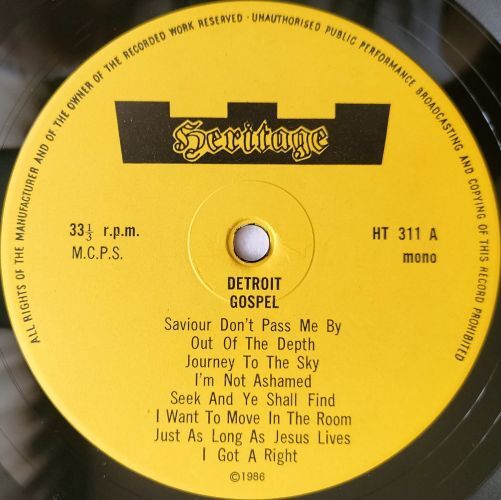 ALL RIGHTS OF THE MANUFACTURER AND OF THE OWNER OF THE RECORDED WORK RESERVED - UNAUTHORISED PUBLIC PERFORMANCE BROADCASTING AND COPYING OF THIS RECORD PROHIBITED
Heritage
33⅓ r.p.m.
M.C.P.S.
HT 311 A
mono
DETROIT
GOSPEL
Saviour Don't Pass Me By
Out Of The Depth
Journey To The Sky
I'm Not Ashamed
Seek And Ye Shall Find
I Want To Move In The Room
Just As Long As Jesus Lives
I Got A Right
©1986